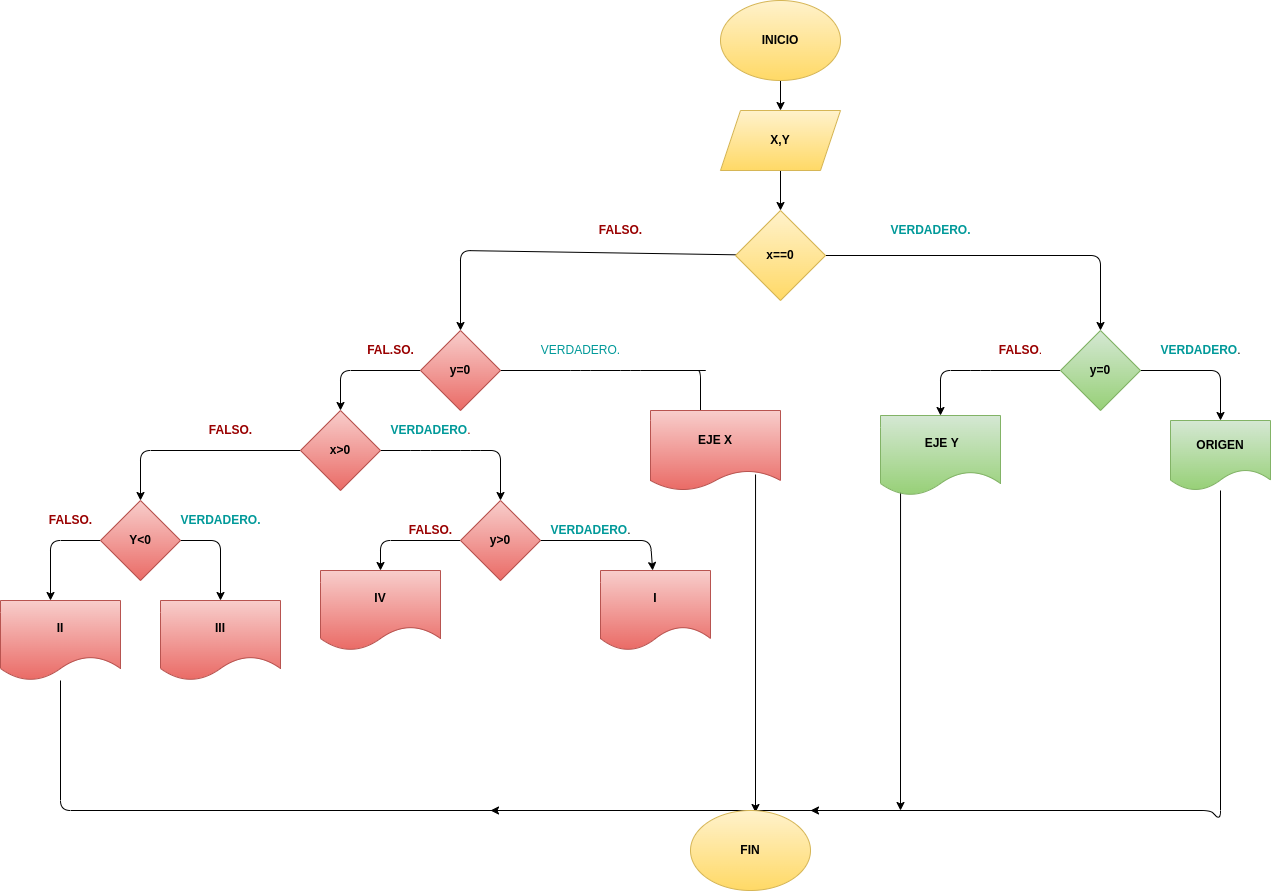 INICIO
X,Y
FALSO.
VERDADERO.
x==0
FAL.SO.
VERDADERO.
FALSO.
VERDADERO.
y=0
y=0
FALSO.
VERDADERO.
x>0
EJE X
EJE Y
ORIGEN
FALSO.
VERDADERO.
FALSO.
VERDADERO.
Y<0
y>0
IV
I
II
III
FIN